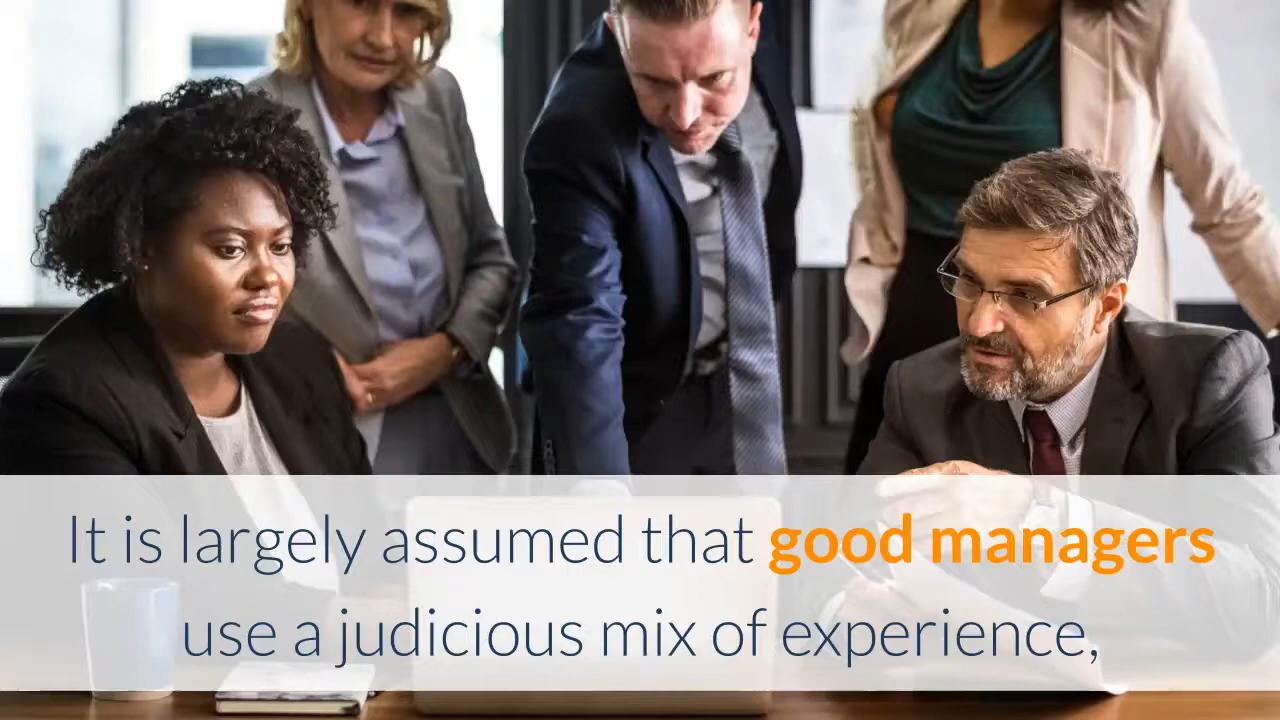 It is largely assumed that good managers
use a judicious mix of experience,